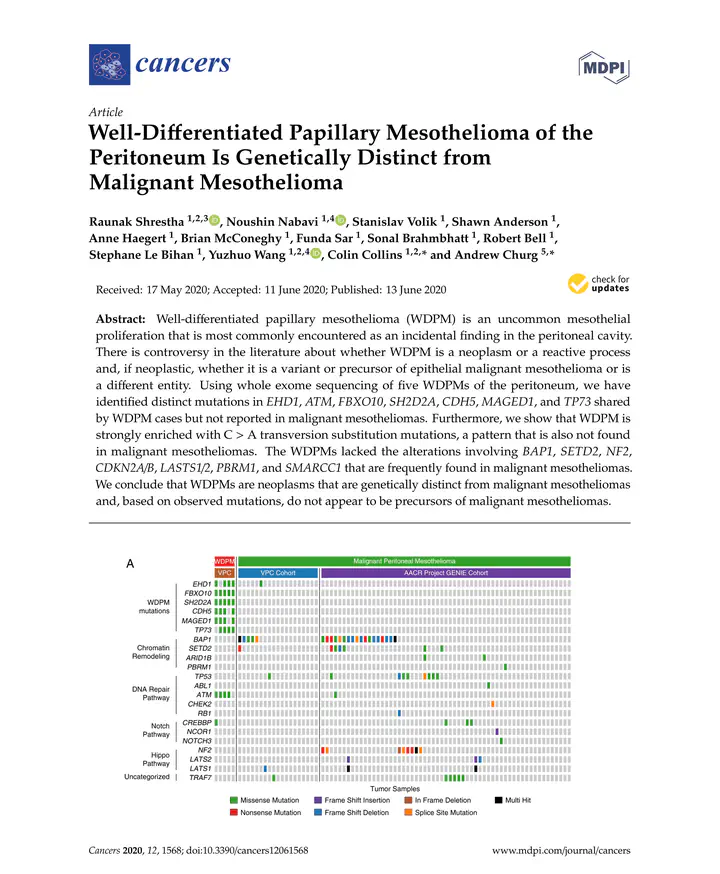 cancers
MDPI
Article
Well-Differentiated Papillary Mesothelioma of the
Peritoneum Is Genetically Distinct from
Malignant Mesothelioma
Raunak Shrestha 1,2,3 iD, Noushin Nabavi 1,4 iD, Stanislav Volik 1, Shawn Anderson 1,
Anne Haegert 1, Brian McConeghy 1, Funda Sar 1, Sonal Brahmbhatt 1, Robert Bell 1,
Stephane Le Bihan 1, Yuzhuo Wang 1,2,4 iD, Colin Collins 1,2,* and Andrew Churg 5,*
Received: 17 May 2020; Accepted: 11 June 2020; Published: 13 June 2020
check for
updates
Abstract: Well-differentiated papillary mesothelioma (WDPM) is an uncommon mesothelial
proliferation that is most commonly encountered as an incidental finding in the peritoneal cavity.
There is controversy in the literature about whether WDPM is a neoplasm or a reactive process
and, if neoplastic, whether it is a variant or precursor of epithelial malignant mesothelioma or is
a different entity. Using whole exome sequencing of five WDPMs of the peritoneum, we have
identified distinct mutations in EHD1, ATM, FBXO10, SH2D2A, CDH5, MAGED1, and TP73 shared
by WDPM cases but not reported in malignant mesotheliomas. Furthermore, we show that WDPM is
strongly enriched with C > A transversion substitution mutations, a pattern that is also not found
in malignant mesotheliomas. The WDPMs lacked the alterations involving BAP1, SETD2, NF2,
CDKN2A/B, LASTS1/2, PBRM1, and SMARCC1 that are frequently found in malignant mesotheliomas.
We conclude that WDPMs are neoplasms that are genetically distinct from malignant mesotheliomas
and, based on observed mutations, do not appear to be precursors of malignant mesotheliomas.
A
WDPM Malignant Peritoneal Mesothelioma
VPC VPC Cohort AACR Project GENIE Cohort
WDPM
mutations
EHD1
FBXO10
SH2D2A
CDH5
MAGED1
TP73
Chromatin
Remodeling
BAP1
SETD2
ARID1B
PBRM1
DNA Repair
Pathway
TP53
ABL1
ATM
CHEK2
RB1
Notch
Pathway
CREBBP
NCOR1
NOTCH3
Hippo
Pathway
NF2
LATS2
LATS1
Uncategorized
TRAF7
Tumor Samples
Missense Mutation Frame Shift Insertion In Frame Deletion Multi Hit
Nonsense Mutation Frame Shift Deletion Splice Site Mutation
Cancers 2020, 12, 1568; doi:10.3390/cancers12061568 www.mdpi.com/journal/cancers